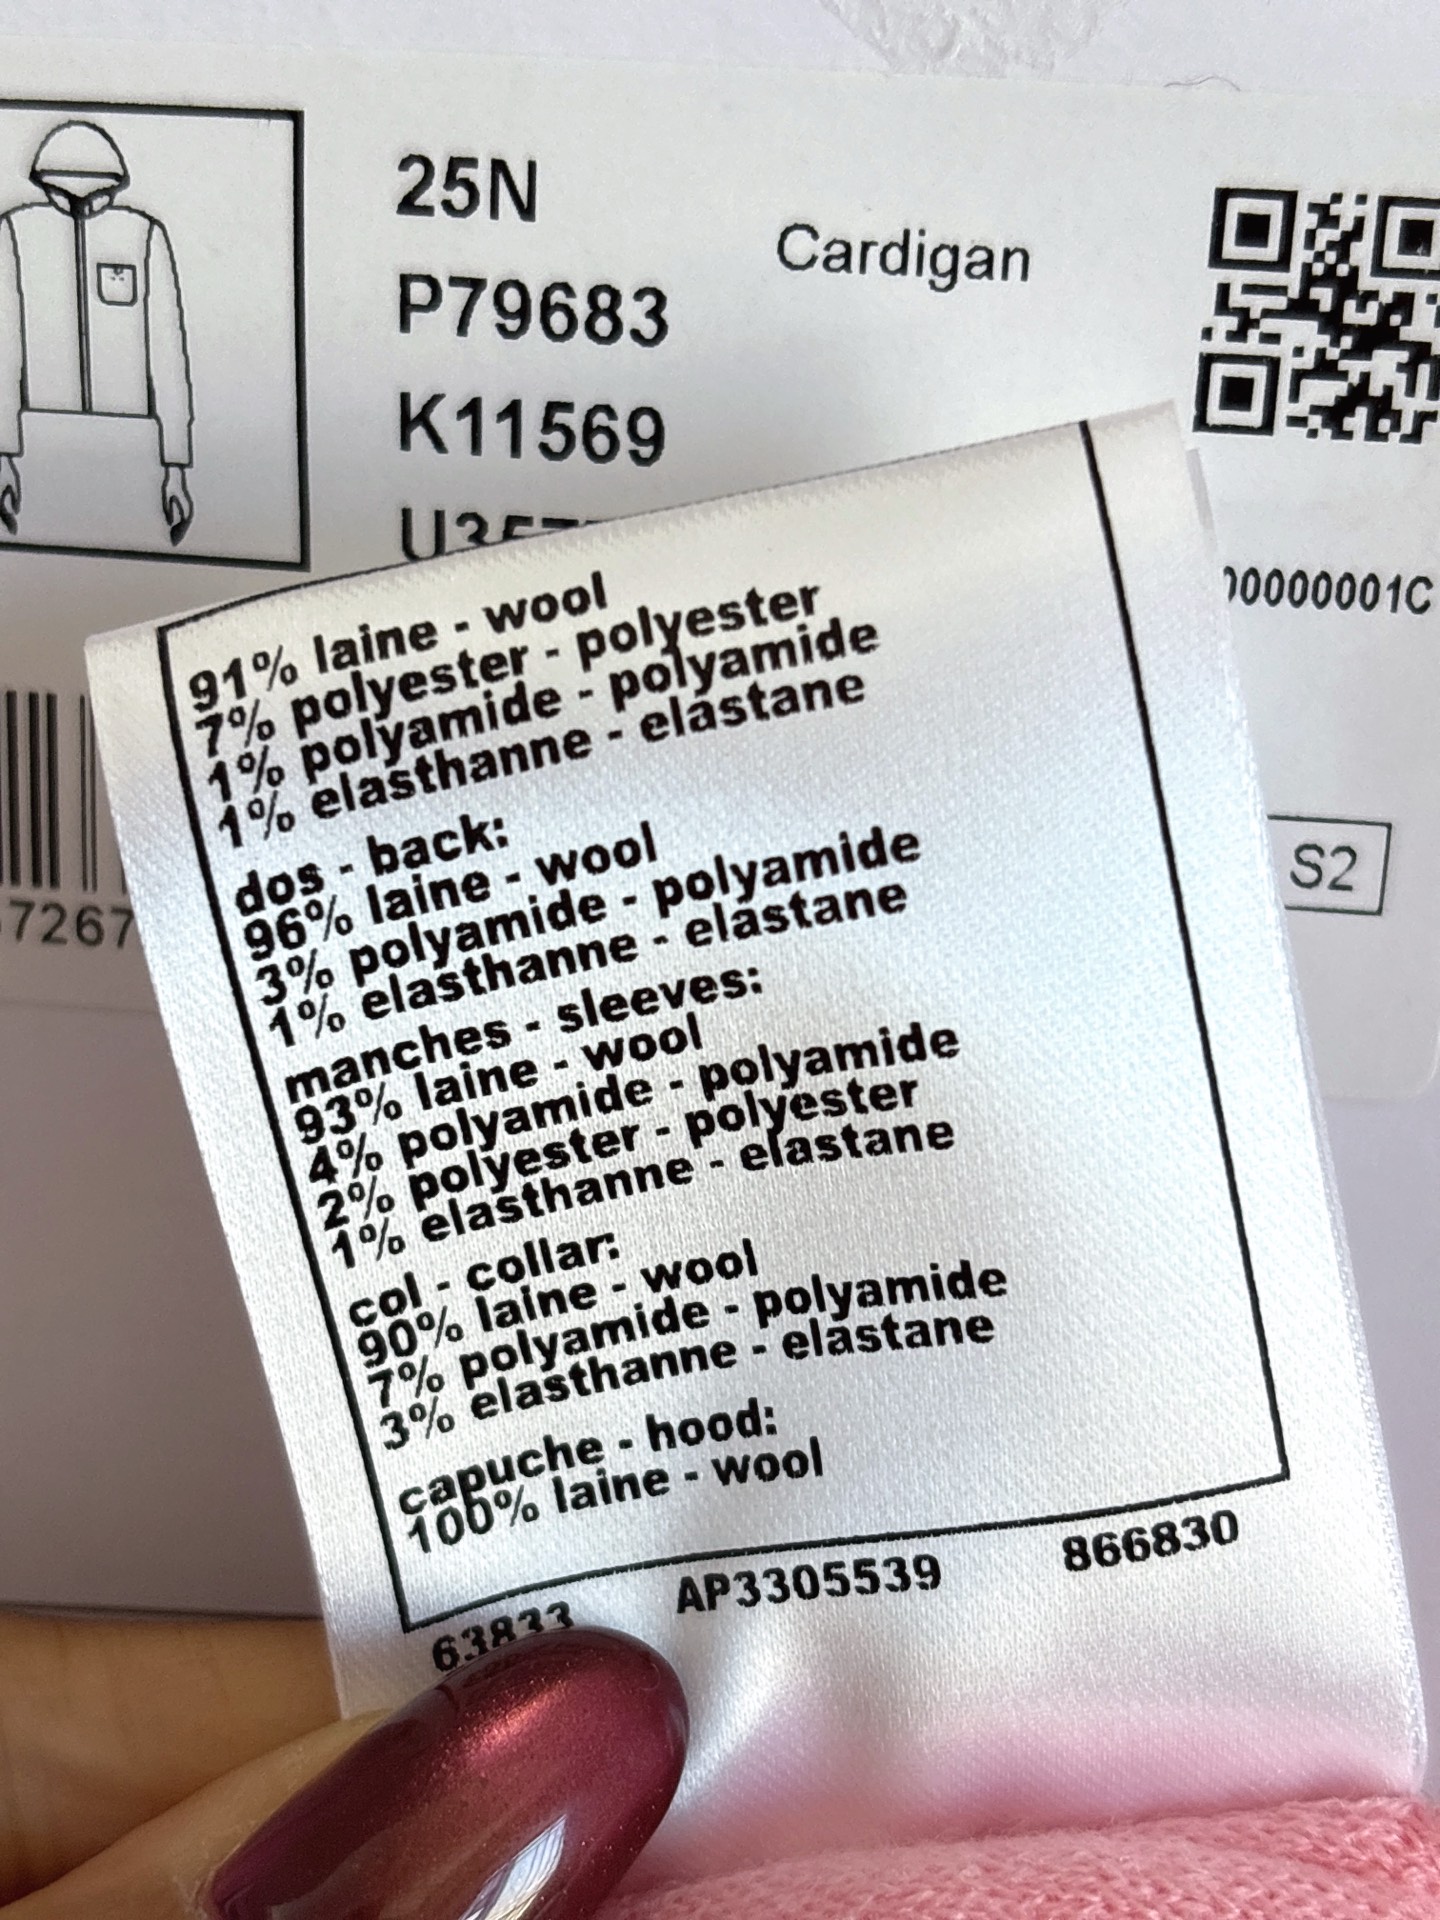 25N
Cardigan
P79683
K11569
00000001C
S2
7267
91% laine - wool
7% polyester - polyester
1% polyamide - polyamide
1% elasthanne - elastane
dos - back:
96% laine - wool
3% polyamide - polyamide
1% elasthanne - elastane
manches - sleeves:
93% laine - wool
4% polyamide - polyamide
2% polyester - polyester
1% elasthanne - elastane
col - collar:
90% laine - wool
7% polyamide - polyamide
3% elasthanne - elastane
capuche - hood:
100% laine - wool
63833 AP3305539 866830